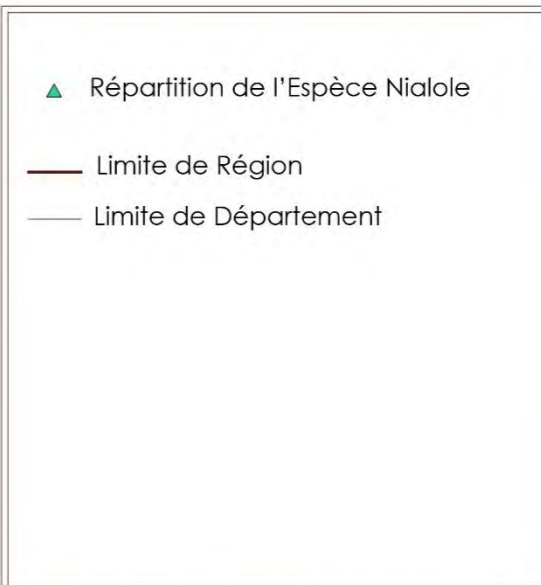 Répartition de l'Espèce Nialole
Limite de Région
Limite de Département